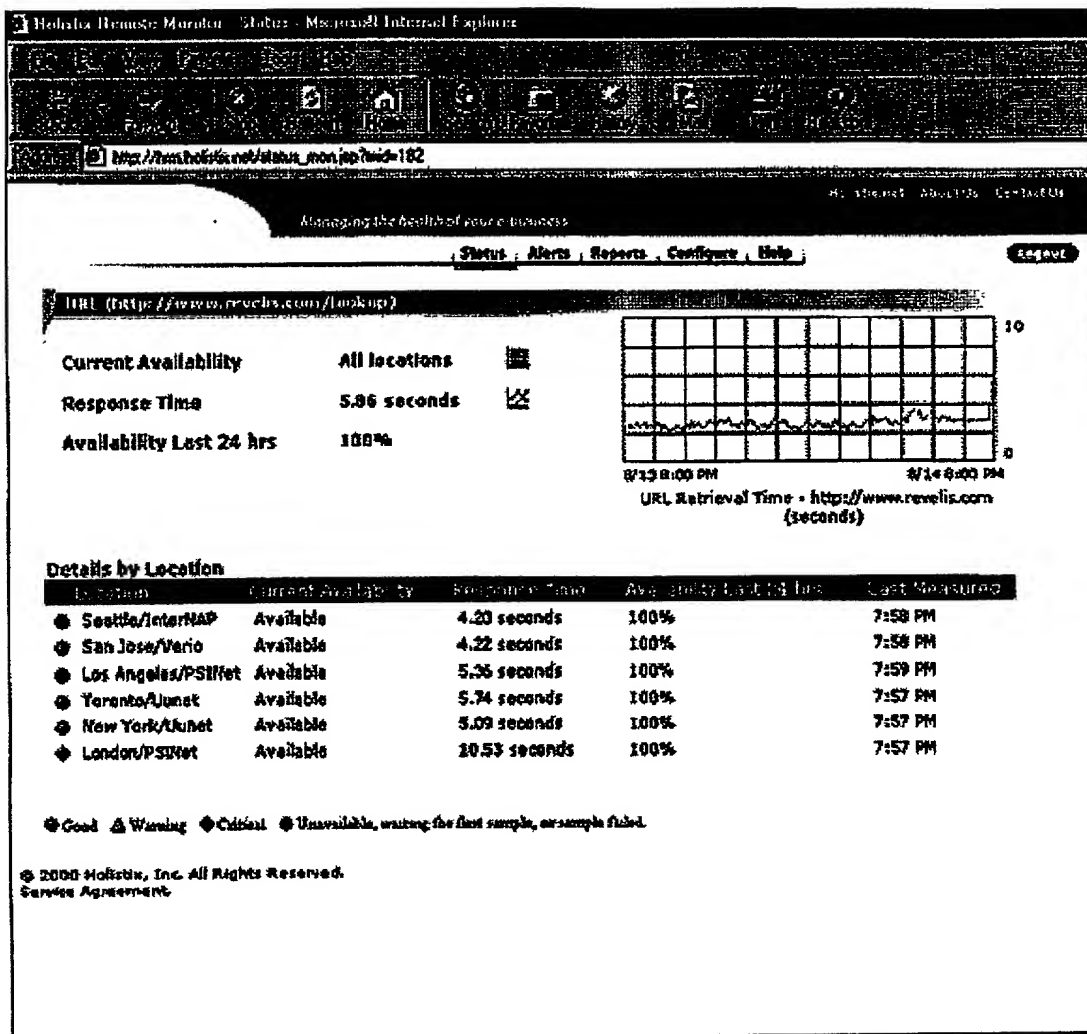 Holistix Remote Monitor - Status - Microsoft Internet Explorer
Home
http://hrm.holistix.net/status_mon.jsp?uid=182
Holistix.net About Us Contact Us
Managing the health of your e-business
Status Alerts Reports Configure Help
Logout
URL (http://www.revelis.com/lookup)
10
Current Availability All locations
Response Time 5.86 seconds
Availability Last 24 hrs 100%
0
8/13 8:00 PM 8/14 8:00 PM
URL Retrieval Time - http://www.revelis.com
(seconds)
Details by Location
Location Current Availability Response Time Availability Last 24 hrs Last Measured
Seattle/InterNAP Available 4.20 seconds 100% 7:58 PM
San Jose/Verio Available 4.22 seconds 100% 7:58 PM
Los Angeles/PSINet Available 5.36 seconds 100% 7:59 PM
Toronto/Uunet Available 5.74 seconds 100% 7:57 PM
New York/Uunet Available 5.09 seconds 100% 7:57 PM
London/PSINet Available 10.53 seconds 100% 7:57 PM
Good Warning Critical Unavailable, waiting for first sample, or sample failed.
© 2000 Holistix, Inc. All Rights Reserved.
Service Agreement.